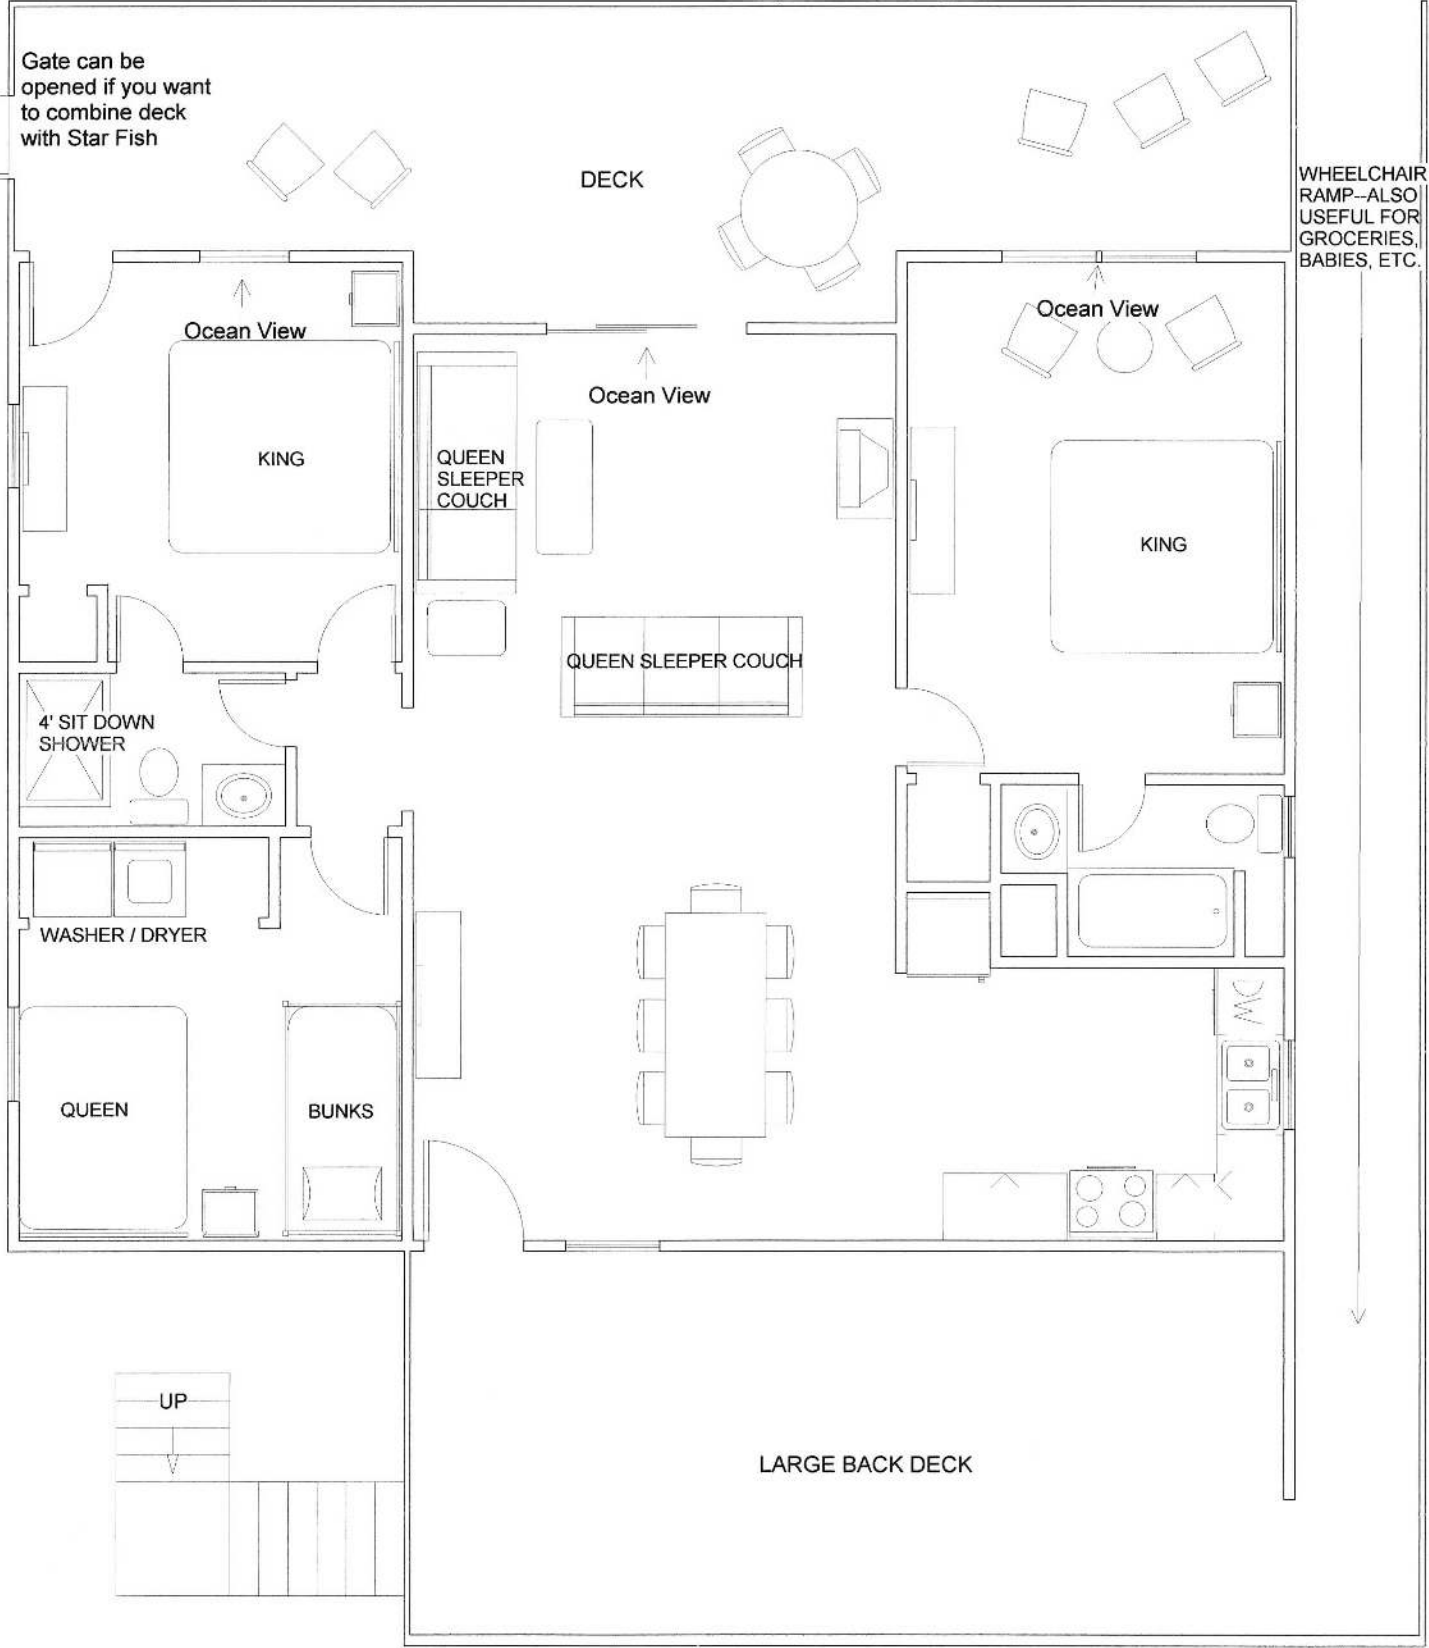 Gate can be
opened if you want
to combine deck
with Star Fish
DECK
WHEELCHAIR
RAMP--ALSO
USEFUL FOR
GROCERIES,
BABIES, ETC.
Ocean View
Ocean View
Ocean View
KING
QUEEN
SLEEPER
COUCH
KING
QUEEN SLEEPER COUCH
4' SIT DOWN
SHOWER
WASHER / DRYER
DW
QUEEN
BUNKS
UP
LARGE BACK DECK